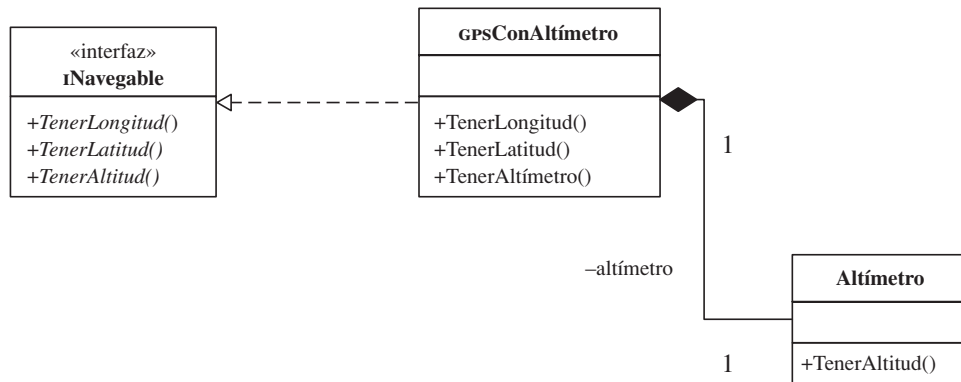 «interfaz»
INavegable
+TenerLongitud()
+TenerLatitud()
+TenerAltitud()
GPSConAltímetro
+TenerLongitud()
+TenerLatitud()
+TenerAltímetro()
1
–altímetro
1
Altímetro
+TenerAltitud()